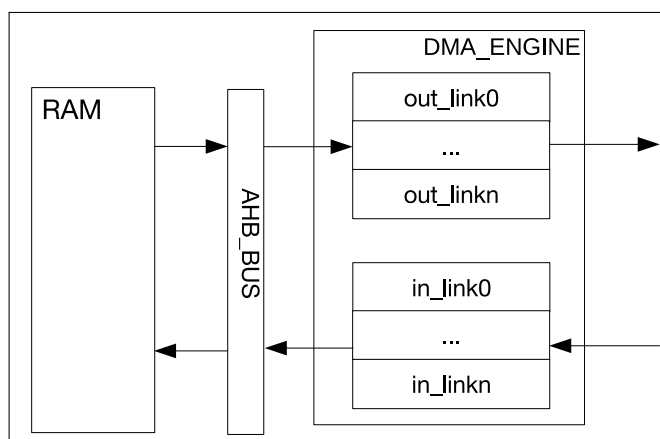 DMA_ENGINE
RAM
out_link0
...
out_linkn
AHB_BUS
in_link0
...
in_linkn